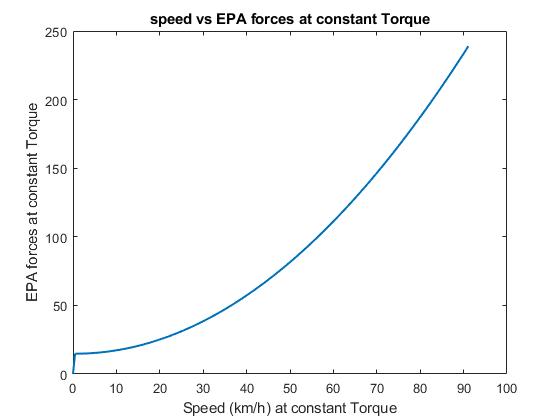 speed vs EPA forces at constant Torque
EPA forces at constant Torque
250
200
150
100
50
0
0 10 20 30 40 50 60 70 80 90 100
Speed (km/h) at constant Torque